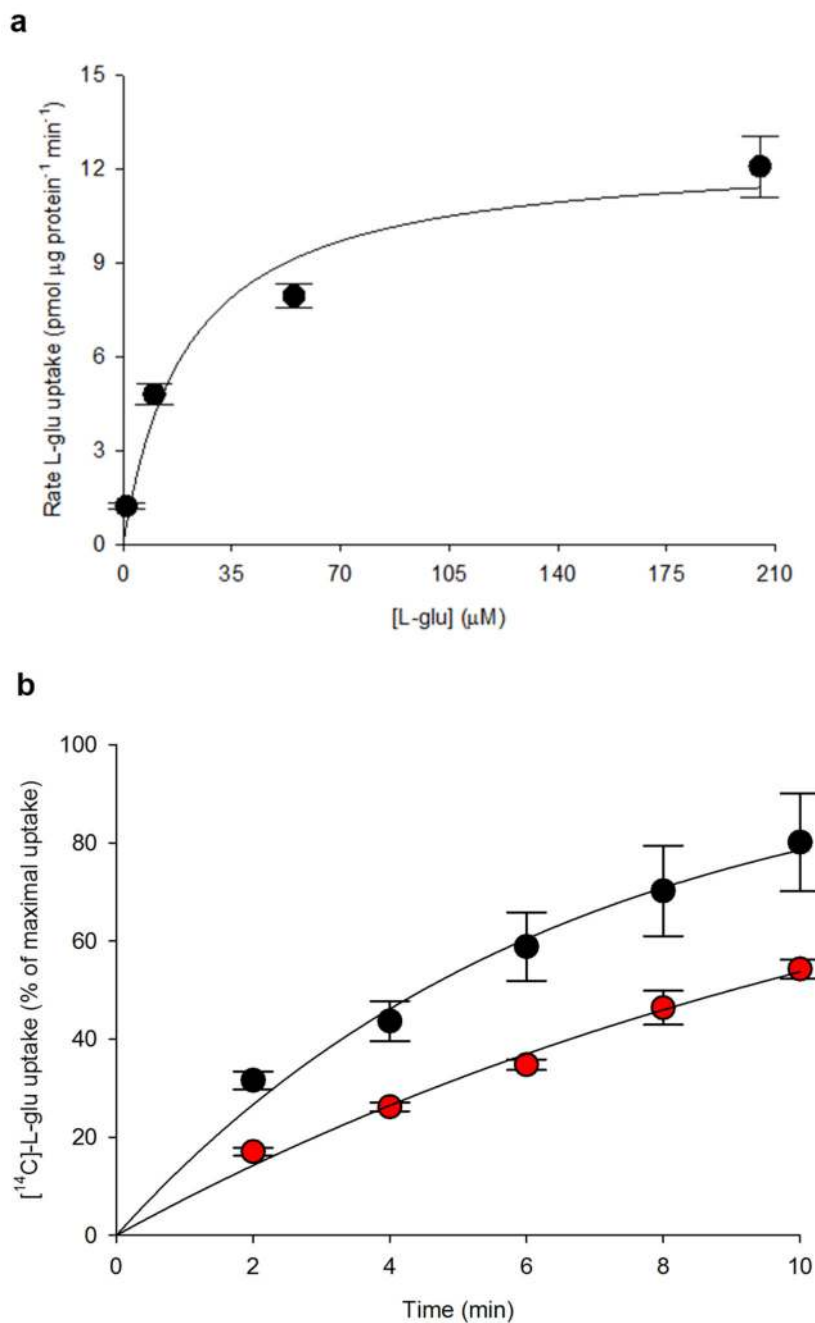 a
Rate L-glu uptake (pmol μg protein⁻¹ min⁻¹)
15
12
9
6
3
0
0 35 70 105 140 175 210
[L-glu] (μM)
b
[¹⁴C]-L-glu uptake (% of maximal uptake)
100
80
60
40
20
0
0 2 4 6 8 10
Time (min)